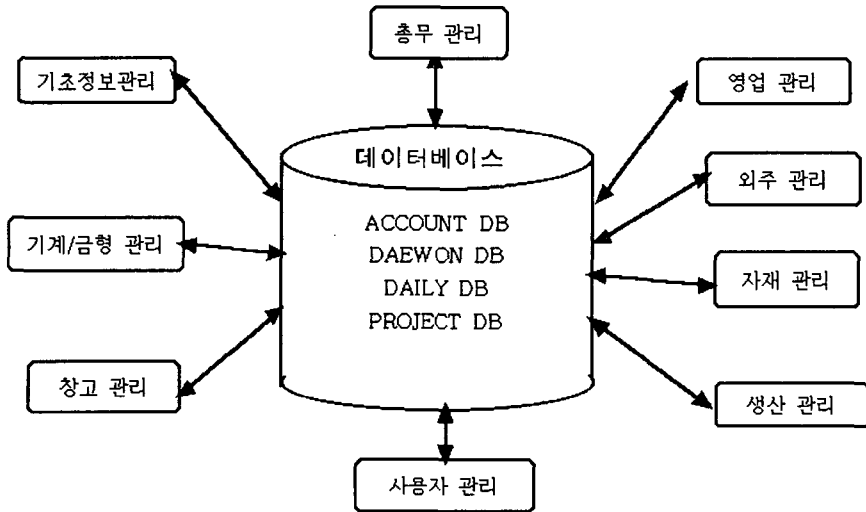 총무 관리
기초정보관리
영업 관리
데이터베이스
외주 관리
ACCOUNT DB
기계/금형 관리
DAEWON DB
자재 관리
DAILY DB
PROJECT DB
창고 관리
생산 관리
사용자 관리